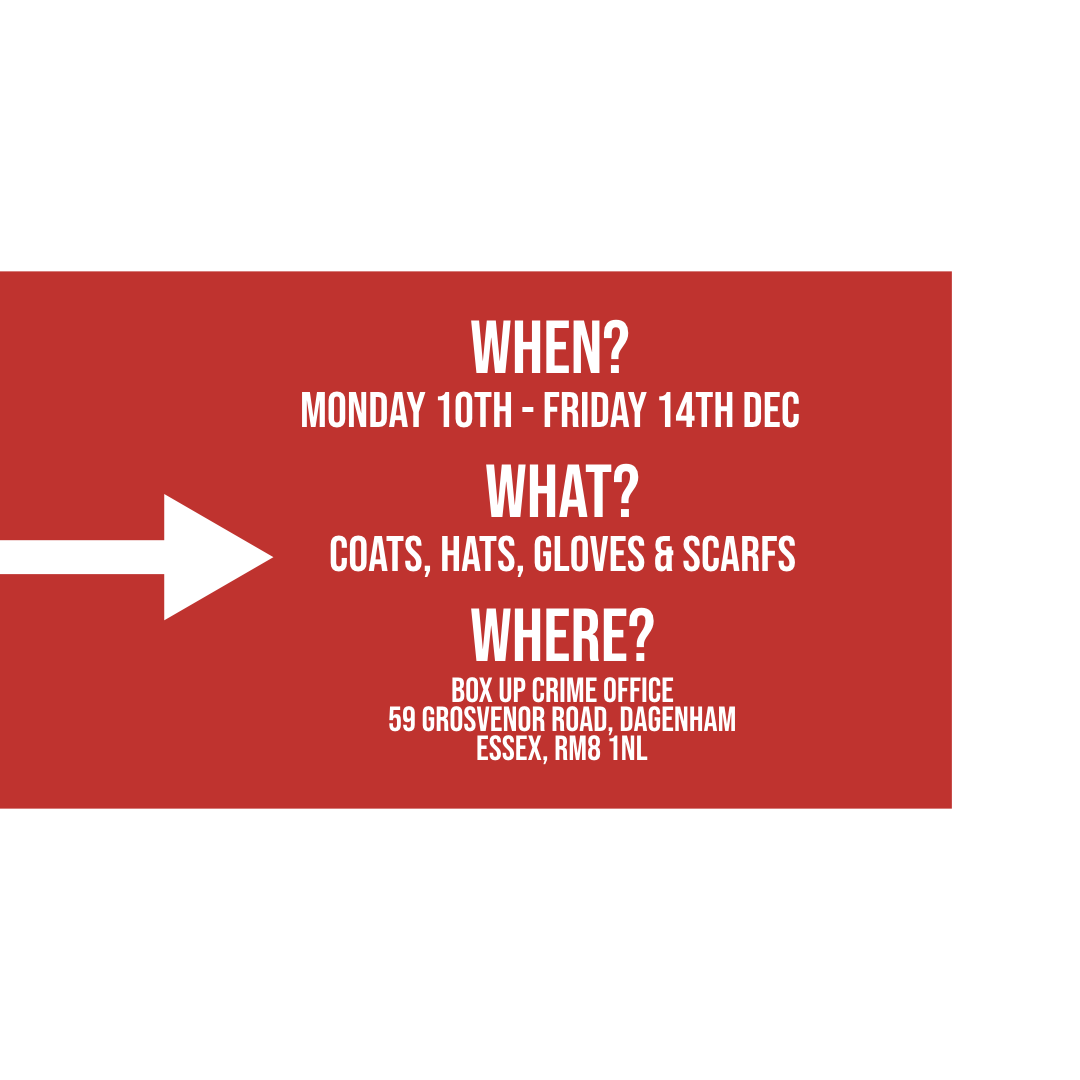 WHEN?
MONDAY 10TH - FRIDAY 14TH DEC
WHAT?
COATS, HATS, GLOVES & SCARFS
WHERE?
BOX UP CRIME OFFICE
59 GROSVENOR ROAD, DAGENHAM
ESSEX, RM8 1NL